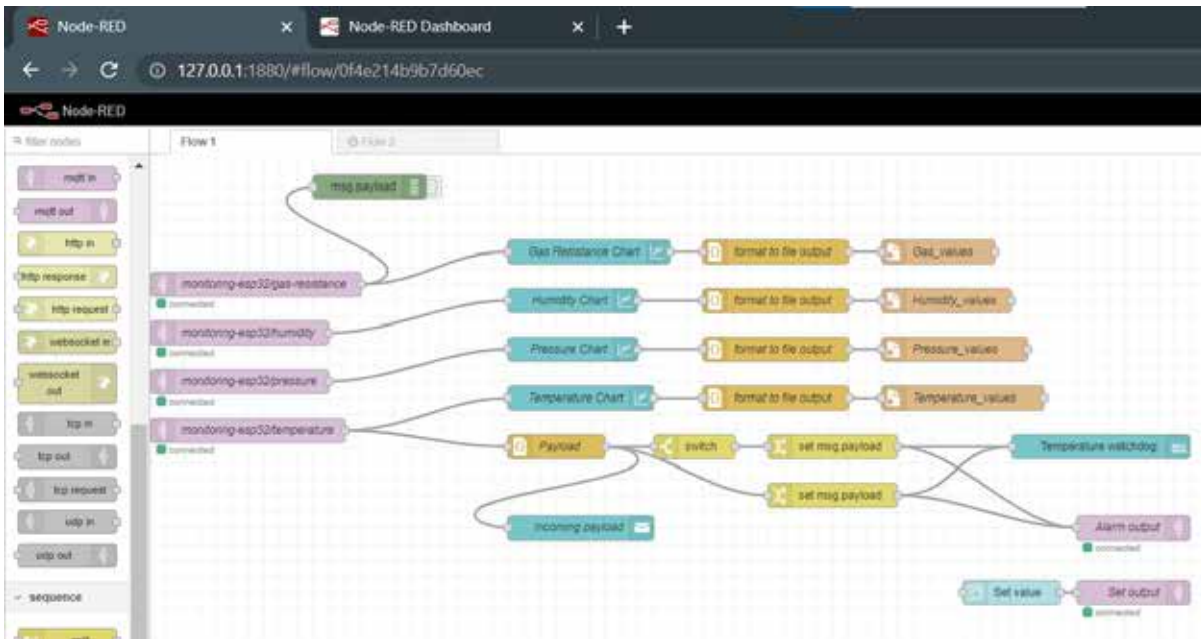 Node-RED
Node-RED Dashboard
127.0.0.1:1880/#flow/0f4e214b9b7d60ec
Node-RED
filter nodes
Flow 1
Flow 2
mqtt in
mqtt out
http in
http response
http request
websocket in
websocket
out
tcp in
tcp out
tcp request
udp in
udp out
sequence
msg.payload
monitoring-esp32/gas-resistance
connected
monitoring-esp32/humidity
connected
monitoring-esp32/pressure
connected
monitoring-esp32/temperature
connected
Gas Resistance Chart
format to file output
Gas_values
Humidity Chart
format to file output
Humidity_values
Pressure Chart
format to file output
Pressure_values
Temperature Chart
format to file output
Temperature_values
Payload
switch
set msg.payload
Temperature watchdog
set msg.payload
Incoming payload
Alarm output
connected
Set value
Set output
connected